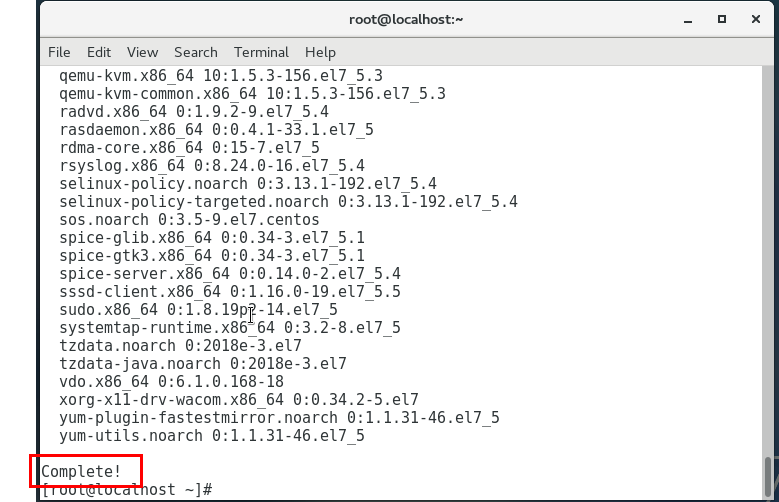 root@localhost:~
File Edit View Search Terminal Help
qemu-kvm.x86_64 10:1.5.3-156.el7_5.3
qemu-kvm-common.x86_64 10:1.5.3-156.el7_5.3
radvd.x86_64 0:1.9.2-9.el7_5.4
rasdaemon.x86_64 0:0.4.1-33.1.el7_5
rdma-core.x86_64 0:15-7.el7_5
rsyslog.x86_64 0:8.24.0-16.el7_5.4
selinux-policy.noarch 0:3.13.1-192.el7_5.4
selinux-policy-targeted.noarch 0:3.13.1-192.el7_5.4
sos.noarch 0:3.5-9.el7.centos
spice-glib.x86_64 0:0.34-3.el7_5.1
spice-gtk3.x86_64 0:0.34-3.el7_5.1
spice-server.x86_64 0:0.14.0-2.el7_5.4
sssd-client.x86_64 0:1.16.0-19.el7_5.5
sudo.x86_64 0:1.8.19p2-14.el7_5
systemtap-runtime.x86_64 0:3.2-8.el7_5
tzdata.noarch 0:2018e-3.el7
tzdata-java.noarch 0:2018e-3.el7
vdo.x86_64 0:6.1.0.168-18
xorg-x11-drv-wacom.x86_64 0:0.34.2-5.el7
yum-plugin-fastestmirror.noarch 0:1.1.31-46.el7_5
yum-utils.noarch 0:1.1.31-46.el7_5
Complete!
[root@localhost ~]#